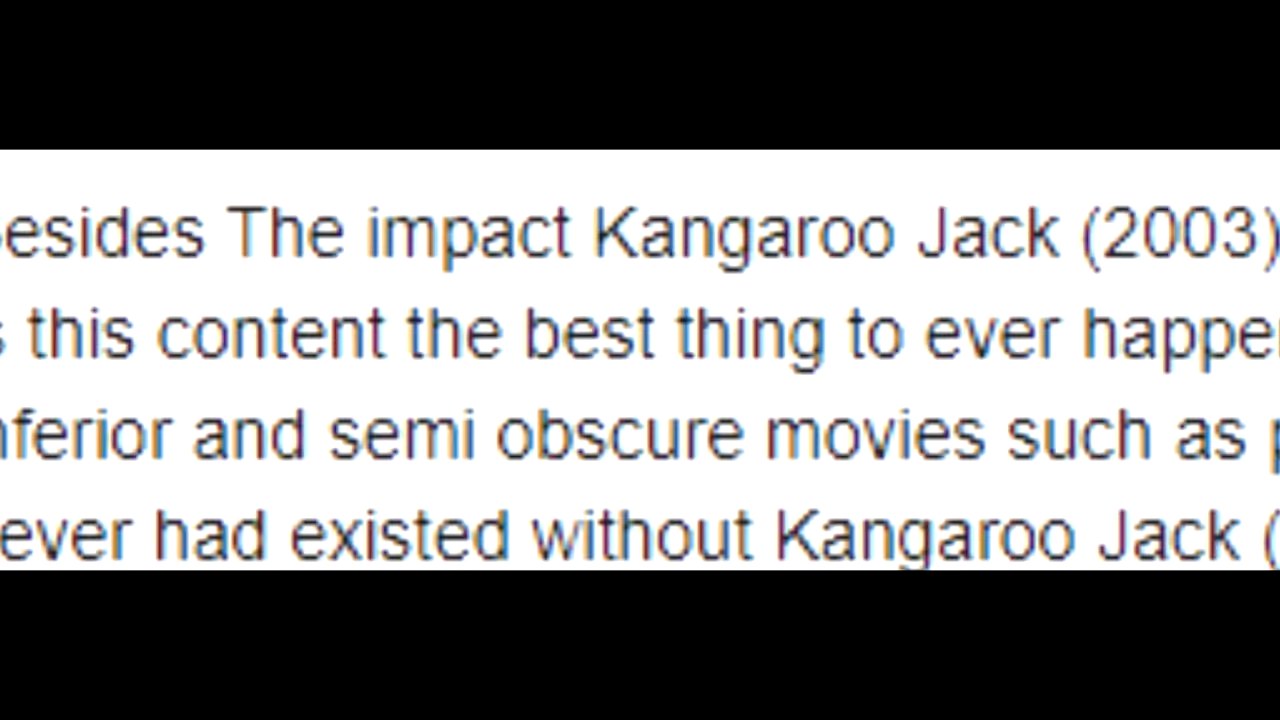 esides The impact Kangaroo Jack (2003)
this content the best thing to ever happe
nferior and semi obscure movies such as
ever had existed without Kangaroo Jack (